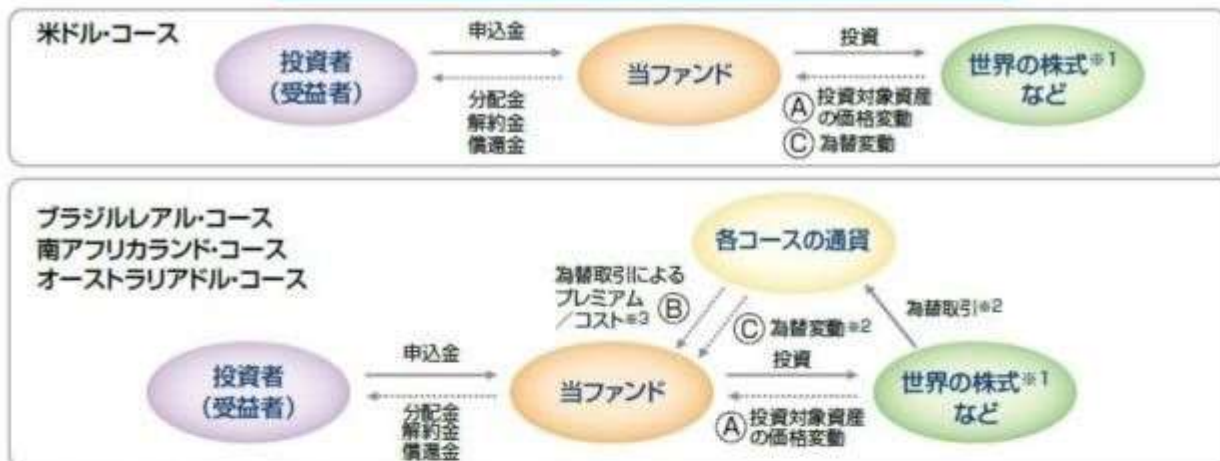 米ドル・コース
投資者
（受益者）
申込金
分配金
解約金
償還金
当ファンド
投資
Ⓐ投資対象資産
の価格変動
Ⓒ為替変動
世界の株式※1
など
ブラジルレアル・コース
南アフリカランド・コース
オーストラリアドル・コース
各コースの通貨
為替取引による
プレミアム
／コスト※3 Ⓑ
Ⓒ 為替変動※2
為替取引※2
投資者
（受益者）
申込金
分配金
解約金
償還金
当ファンド
投資
Ⓐ投資対象資産
の価格変動
世界の株式※1
など